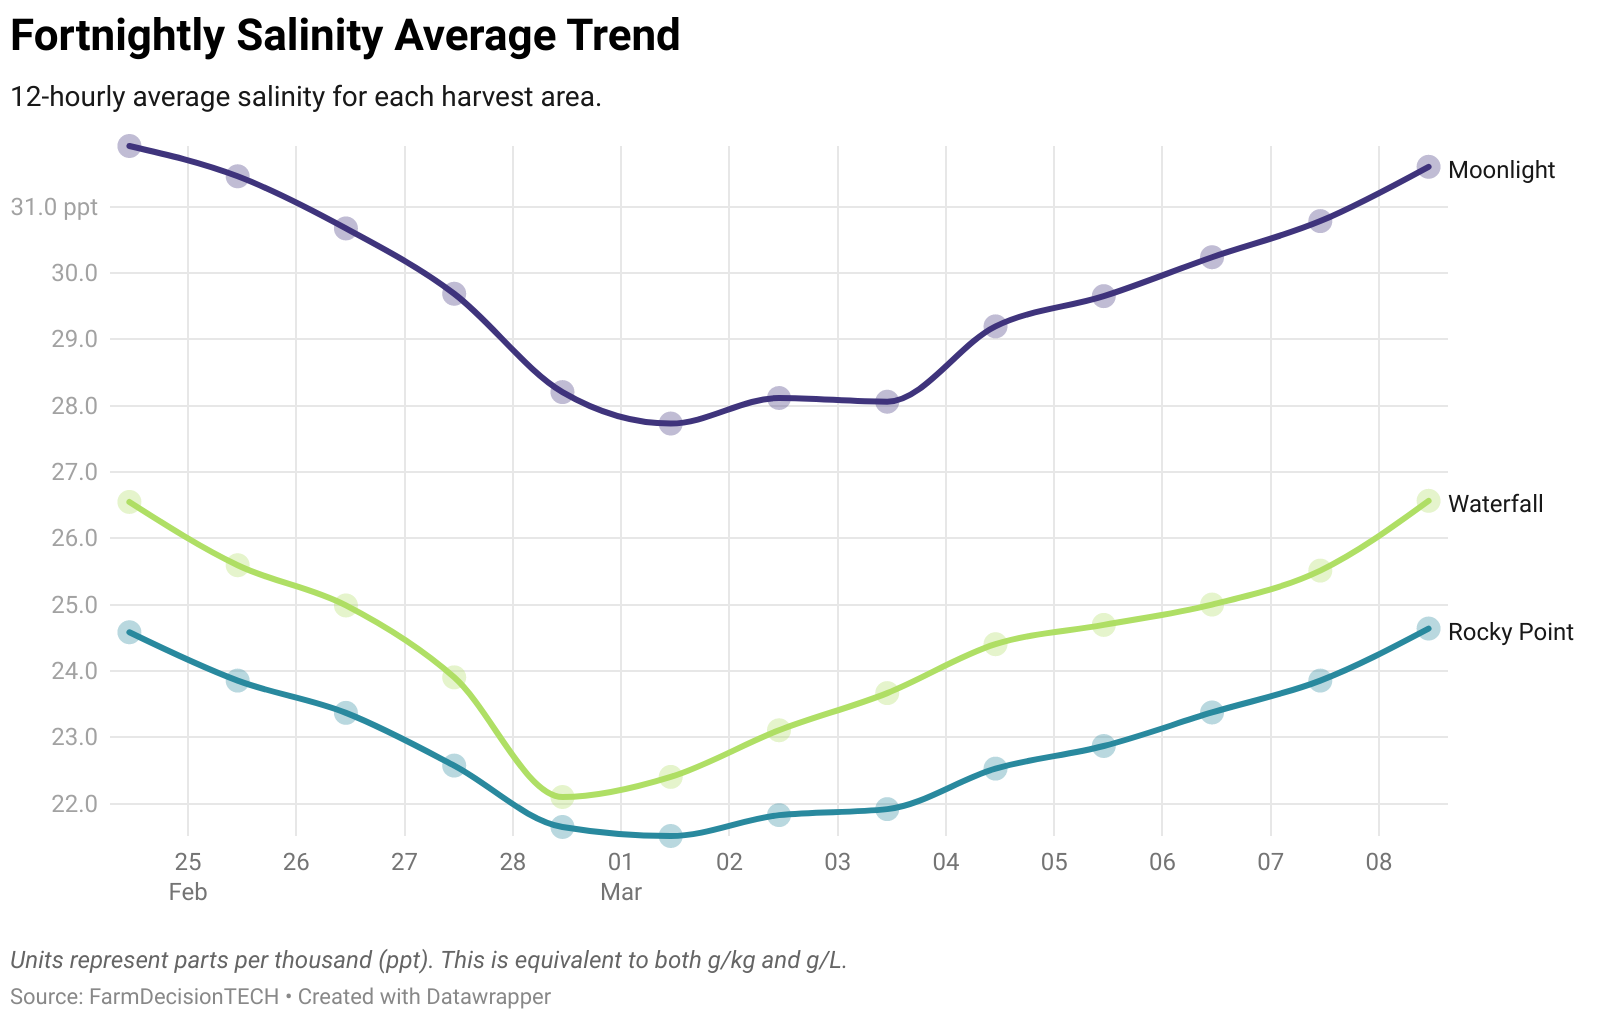 Fortnightly Salinity Average Trend
12-hourly average salinity for each harvest area.
Moonlight
31.0 ppt
30.0
29.0
28.0
27.0
Waterfall
26.0
25.0
Rocky Point
24.0
23.0
22.0
25 26 27 28 01 02 03 04 05 06 07 08
Feb Mar
Units represent parts per thousand (ppt). This is equivalent to both g/kg and g/L.
Source: FarmDecisionTECH • Created with Datawrapper